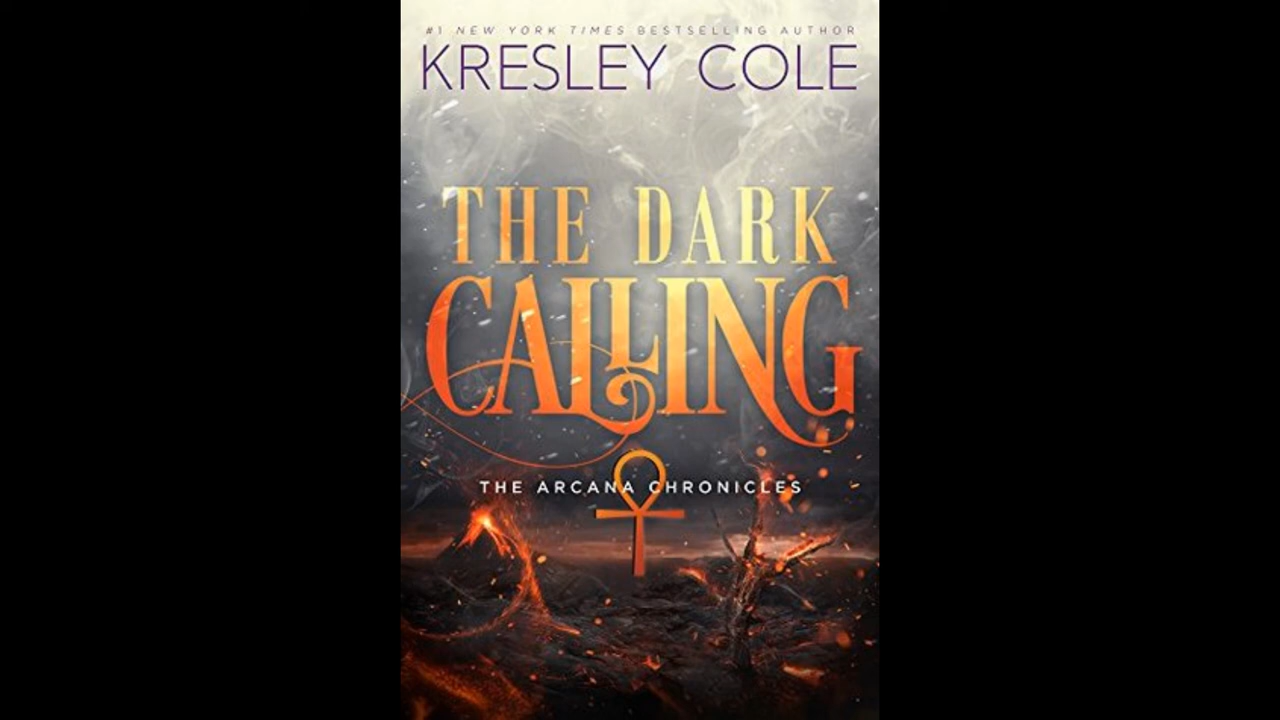 #1 NEW YORK TIMES BESTSELLING AUTHOR
KRESLEY COLE
THE DARK
CALLING
THE ARCANA CHRONICLES